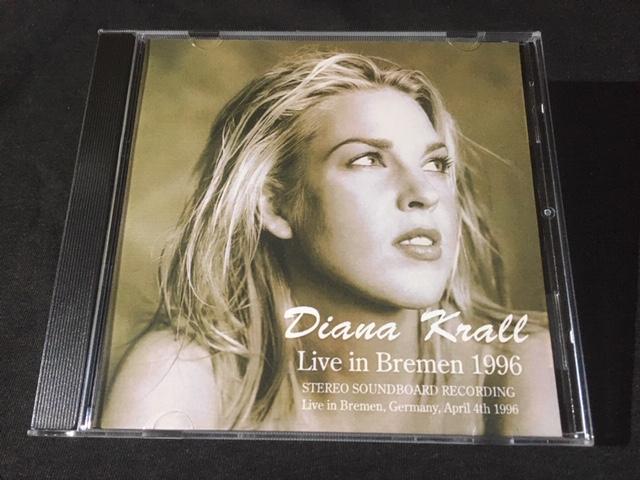 Diana Krall
Live in Bremen 1996
STEREO SOUNDBOARD RECORDING
Live in Bremen, Germany, April 4th 1996